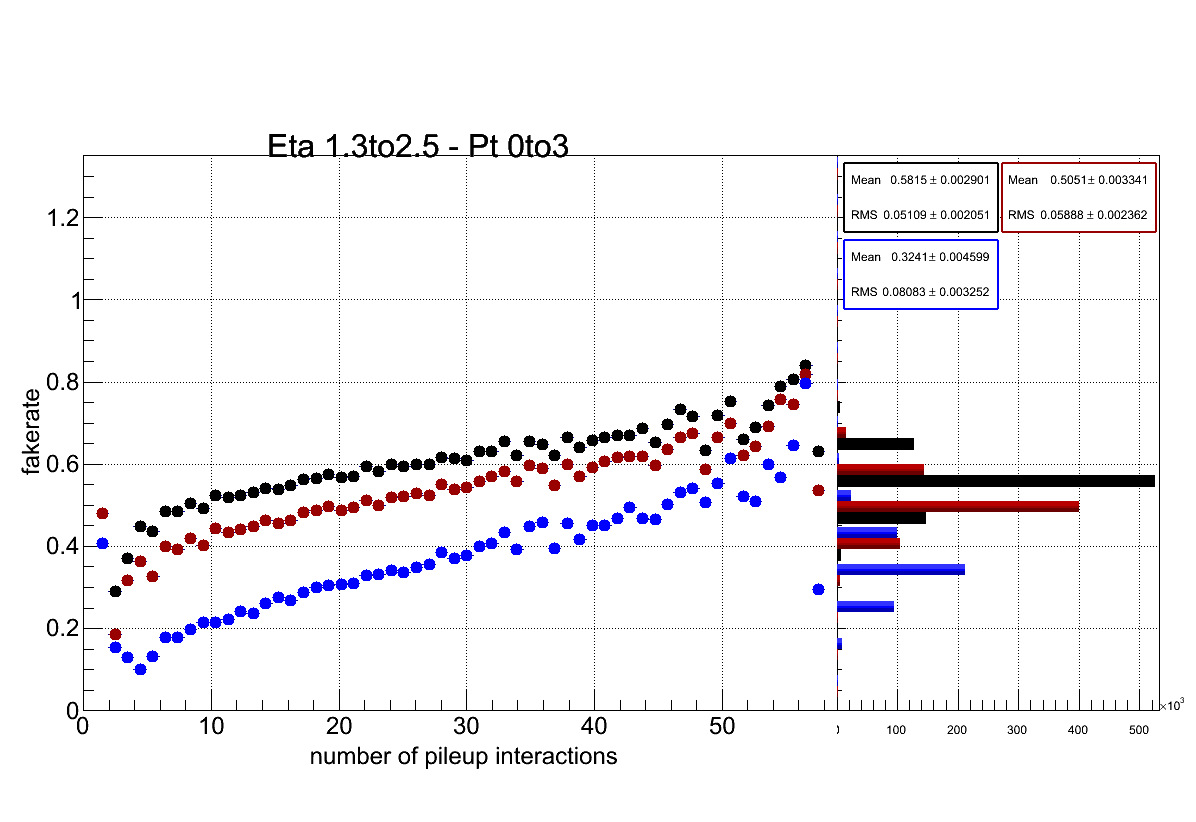 Eta 1.3to2.5 - Pt 0to3
Mean 0.5815 ± 0.002901
RMS 0.05109 ± 0.002051
Mean 0.5051± 0.003341
RMS 0.05888 ± 0.002362
Mean 0.3241± 0.004599
RMS 0.08083 ± 0.003252
fakerate
1.2
1
0.8
0.6
0.4
0.2
0
0 10 20 30 40 50
number of pileup interactions
100 200 300 400 500
×10³